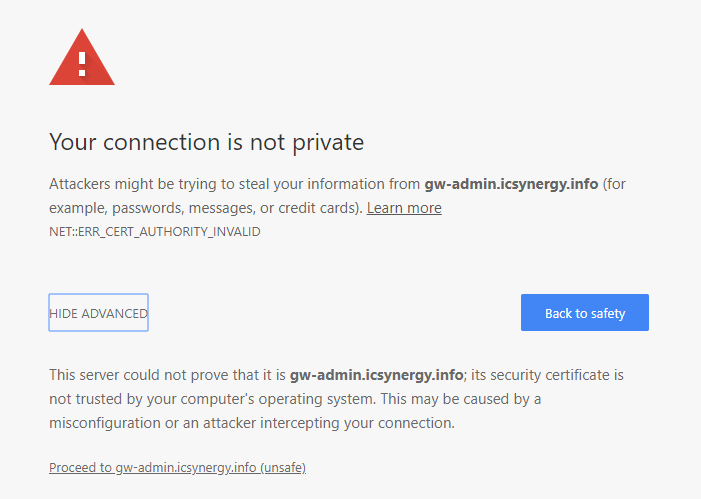 Your connection is not private
Attackers might be trying to steal your information from gw-admin.icsynergy.info (for
example, passwords, messages, or credit cards). Learn more
NET::ERR_CERT_AUTHORITY_INVALID
HIDE ADVANCED
Back to safety
This server could not prove that it is gw-admin.icsynergy.info; its security certificate is
not trusted by your computer's operating system. This may be caused by a
misconfiguration or an attacker intercepting your connection.
Proceed to gw-admin.icsynergy.info (unsafe)